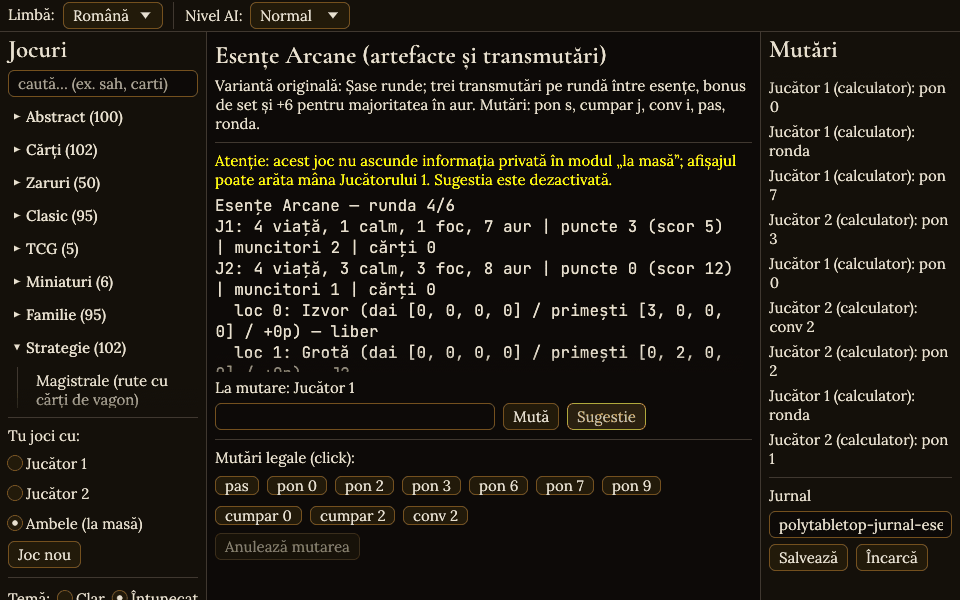 Limbă: Română ▼ Nivel AI: Normal ▼
Jocuri
caută... (ex. sah, carti)
▸ Abstract (100)
▸ Cărți (102)
▸ Zaruri (50)
▸ Clasic (95)
▸ TCG (5)
▸ Miniaturi (6)
▸ Familie (95)
▾ Strategie (102)
Magistrale (rute cu
cărți de vagon)
Tu joci cu:
Jucător 1
Jucător 2
Ambele (la masă)
Joc nou
Temă: Clar Întunecat
Esențe Arcane (artefacte și transmutări)
Variantă originală: Șase runde; trei transmutări pe rundă între esențe, bonus
de set și +6 pentru majoritatea în aur. Mutări: pon s, cumpar j, conv i, pas,
ronda.
Atenție: acest joc nu ascunde informația privată în modul „la masă”; afișajul
poate arăta mâna Jucătorului 1. Sugestia este dezactivată.
Esențe Arcane — runda 4/6
J1: 4 viață, 1 calm, 1 foc, 7 aur | puncte 3 (scor 5)
| muncitori 2 | cărți 0
J2: 4 viață, 3 calm, 3 foc, 8 aur | puncte 0 (scor 12)
| muncitori 1 | cărți 0
loc 0: Izvor (dai [0, 0, 0, 0] / primești [3, 0, 0,
0] / +0p) — liber
loc 1: Grotă (dai [0, 0, 0, 0] / primești [0, 2, 0,
0] / +0p) — J2
La mutare: Jucător 1
Mută Sugestie
Mutări legale (click):
pas pon 0 pon 2 pon 3 pon 6 pon 7 pon 9
cumpar 0 cumpar 2 conv 2
Anulează mutarea
Mutări
Jucător 1 (calculator): pon
0
Jucător 1 (calculator):
ronda
Jucător 1 (calculator): pon
7
Jucător 2 (calculator): pon
3
Jucător 1 (calculator): pon
0
Jucător 2 (calculator):
conv 2
Jucător 2 (calculator): pon
2
Jucător 1 (calculator):
ronda
Jucător 2 (calculator): pon
1
Jurnal
polytabletop-jurnal-ese
Salvează Încarcă